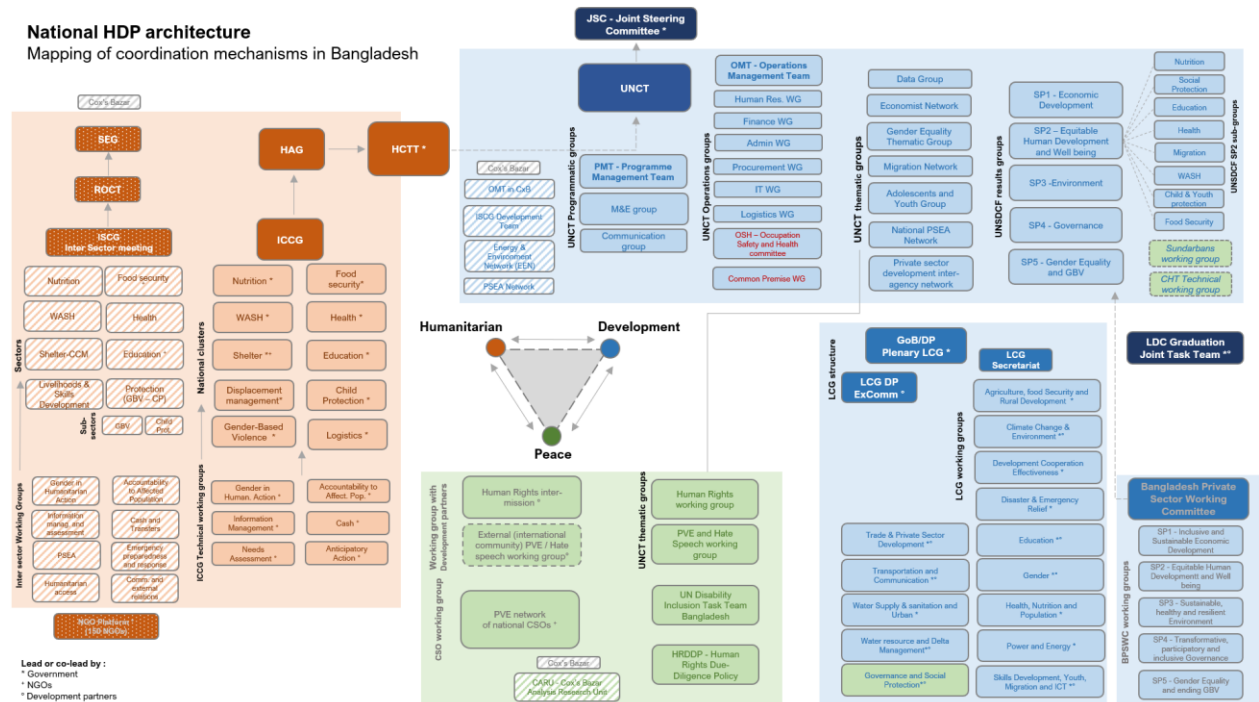 National HDP architecture
Mapping of coordination mechanisms in Bangladesh
Cox's Bazar
SEG
ROCT
ISCG
Inter Sector meeting
HAG
HCTT *
ICCG
Sectors
Nutrition
Food security
WASH
Health
Shelter-CCM
Education *
Livelihoods &
Skills
Development
Protection
(GBV – CP)
Sub-
sectors
GBV
Child
Prot.
National clusters
Nutrition *
Food
security*
WASH *
Health *
Shelter **
Education *
Displacement
management*
Child
Protection *
Gender-Based
Violence *
Logistics *
Inter sector Working Groups
Gender in
Humanitarian
Action
Accountability
to Affected
Population
Information
manag. and
assessment
Cash and
Transfers
PSEA
Emergency
preparedness
and response
Humanitarian
access
Comm. and
external
relations
ICCG Technical working groups
Gender in
Human. Action *
Accountability to
Affect. Pop. *
Information
Management *
Cash *
Needs
Assessment *
Anticipatory
Action *
NGO Platform
(150 NGOs)
Lead or co-lead by :
* Government
* NGOs
* Development partners
JSC - Joint Steering
Committee *
UNCT
Cox's Bazar
OMT in CxB
ISCG Development
Team
Energy &
Environment
Network (EEN)
PSEA Network
UNCT Programmatic groups
PMT - Programme
Management Team
M&E group
Communication
group
UNCT Operations groups
OMT - Operations
Management Team
Human Res. WG
Finance WG
Admin WG
Procurement WG
IT WG
Logistics WG
OSH – Occupation
Safety and Health
committee
Common Premise WG
UNCT thematic groups
Data Group
Economist Network
Gender Equality
Thematic Group
Migration Network
Adolescents and
Youth Group
National PSEA
Network
Private sector
development inter-
agency network
UNSDCF results groups
SP1 - Economic
Development
SP2 – Equitable
Human Development
and Well being
SP3 -Environment
SP4 - Governance
SP5 - Gender Equality
and GBV
UNSDCF SP2 sub-groups
Nutrition
Social
Protection
Education
Health
Migration
WASH
Child & Youth
protection
Food Security
Sundarbans
working group
CHT Technical
working group
Humanitarian
Development
Peace
Working group with
Development partners
Human Rights inter-
mission *
External (international
community) PVE / Hate
speech working group*
CSO working group
PVE network
of national CSOs *
Cox's Bazar
CARU - Cox's Bazar
Analysis Research Unit
UNCT thematic groups
Human Rights
working group
PVE and Hate
Speech working
group
UN Disability
Inclusion Task Team
Bangladesh
HRDDP - Human
Rights Due-
Diligence Policy
LCG structure
GoB/DP
Plenary LCG *
LCG DP
ExComm *
LCG
Secretariat
LCG working groups
Agriculture, food Security and
Rural Development *
Climate Change &
Environment **
Development Cooperation
Effectiveness *
Disaster & Emergency
Relief *
Trade & Private Sector
Development **
Education **
Transportation and
Communication **
Gender **
Water Supply & sanitation and
Urban *
Health, Nutrition and
Population *
Water resource and Delta
Management**
Power and Energy *
Governance and Social
Protection**
Skills Development, Youth,
Migration and ICT **
LDC Graduation
Joint Task Team **
Bangladesh Private
Sector Working
Committee
BPSWC working groups
SP1 - Inclusive and
Sustainable Economic
Development
SP2 - Equitable Human
Developmentt and Well
being
SP3 - Sustainable,
healthy and resilient
Environment
SP4 - Transformative,
participatory and
inclusive Governance
SP5 - Gender Equality
and ending GBV